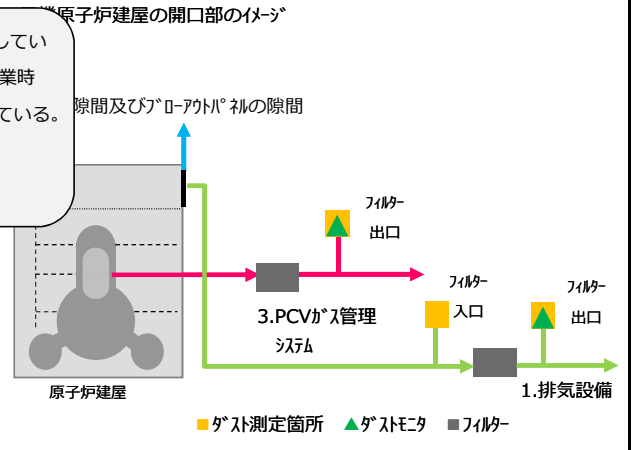 原子炉建屋の開口部のイメージ
してい
業時
ている。
隙間及びブローアウトパネルの隙間
フィルター
出口
フィルター
入口
フィルター
出口
3.PCVガス管理
システム
1.排気設備
原子炉建屋
ダスト測定箇所 ダストモニタ フィルター